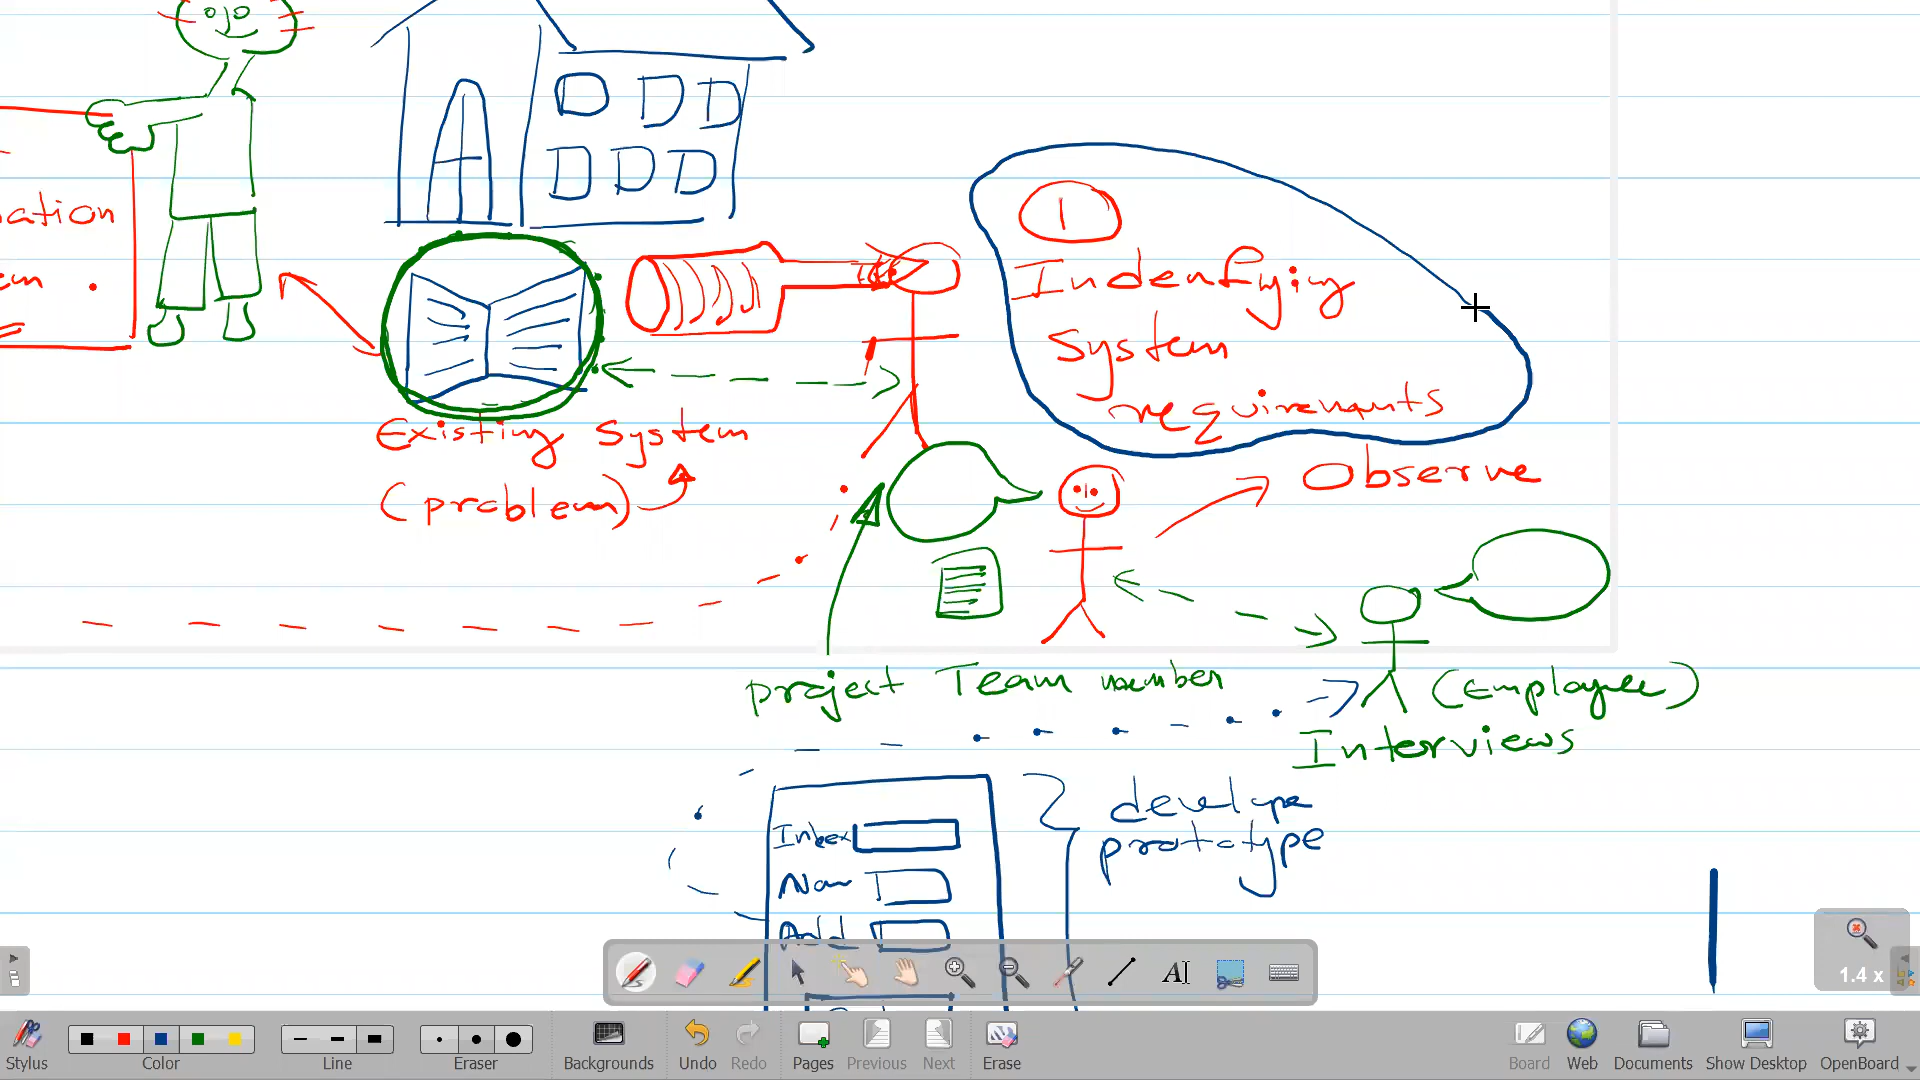 ation
em .
1
Indenfying
System
requirements
Existing System
(problem)
Observe
project Team member
(Employee)
Interviews
develope
prototype
Index
Nam
Add
1.4 x
Stylus
Color
Line
Eraser
Backgrounds
Undo
Redo
Pages
Previous
Next
Erase
Board
Web
Documents
Show Desktop
OpenBoard